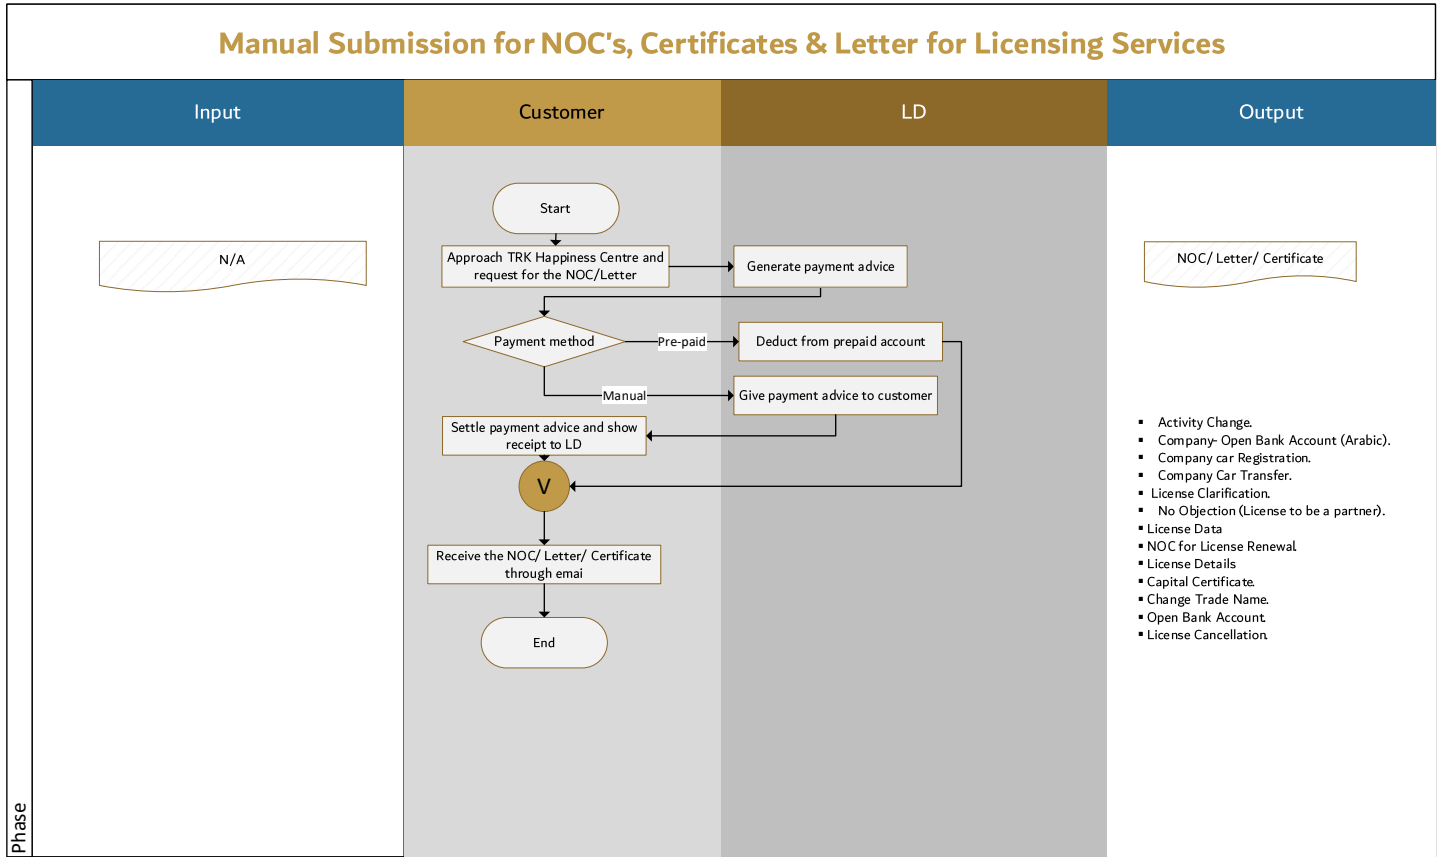 Manual Submission for NOC's, Certificates & Letter for Licensing Services
Input
Customer
LD
Output
Phase
N/A
Start
Approach TRK Happiness Centre and
request for the NOC/Letter
Generate payment advice
Payment method
Pre-paid
Deduct from prepaid account
Manual
Give payment advice to customer
Settle payment advice and show
receipt to LD
V
Receive the NOC/ Letter/ Certificate
through emai
End
NOC/ Letter/ Certificate
▪ Activity Change.
▪ Company- Open Bank Account (Arabic).
▪ Company car Registration.
▪ Company Car Transfer.
▪ License Clarification.
▪ No Objection (License to be a partner).
▪ License Data
▪ NOC for License Renewal.
▪ License Details
▪ Capital Certificate.
▪ Change Trade Name.
▪ Open Bank Account.
▪ License Cancellation.